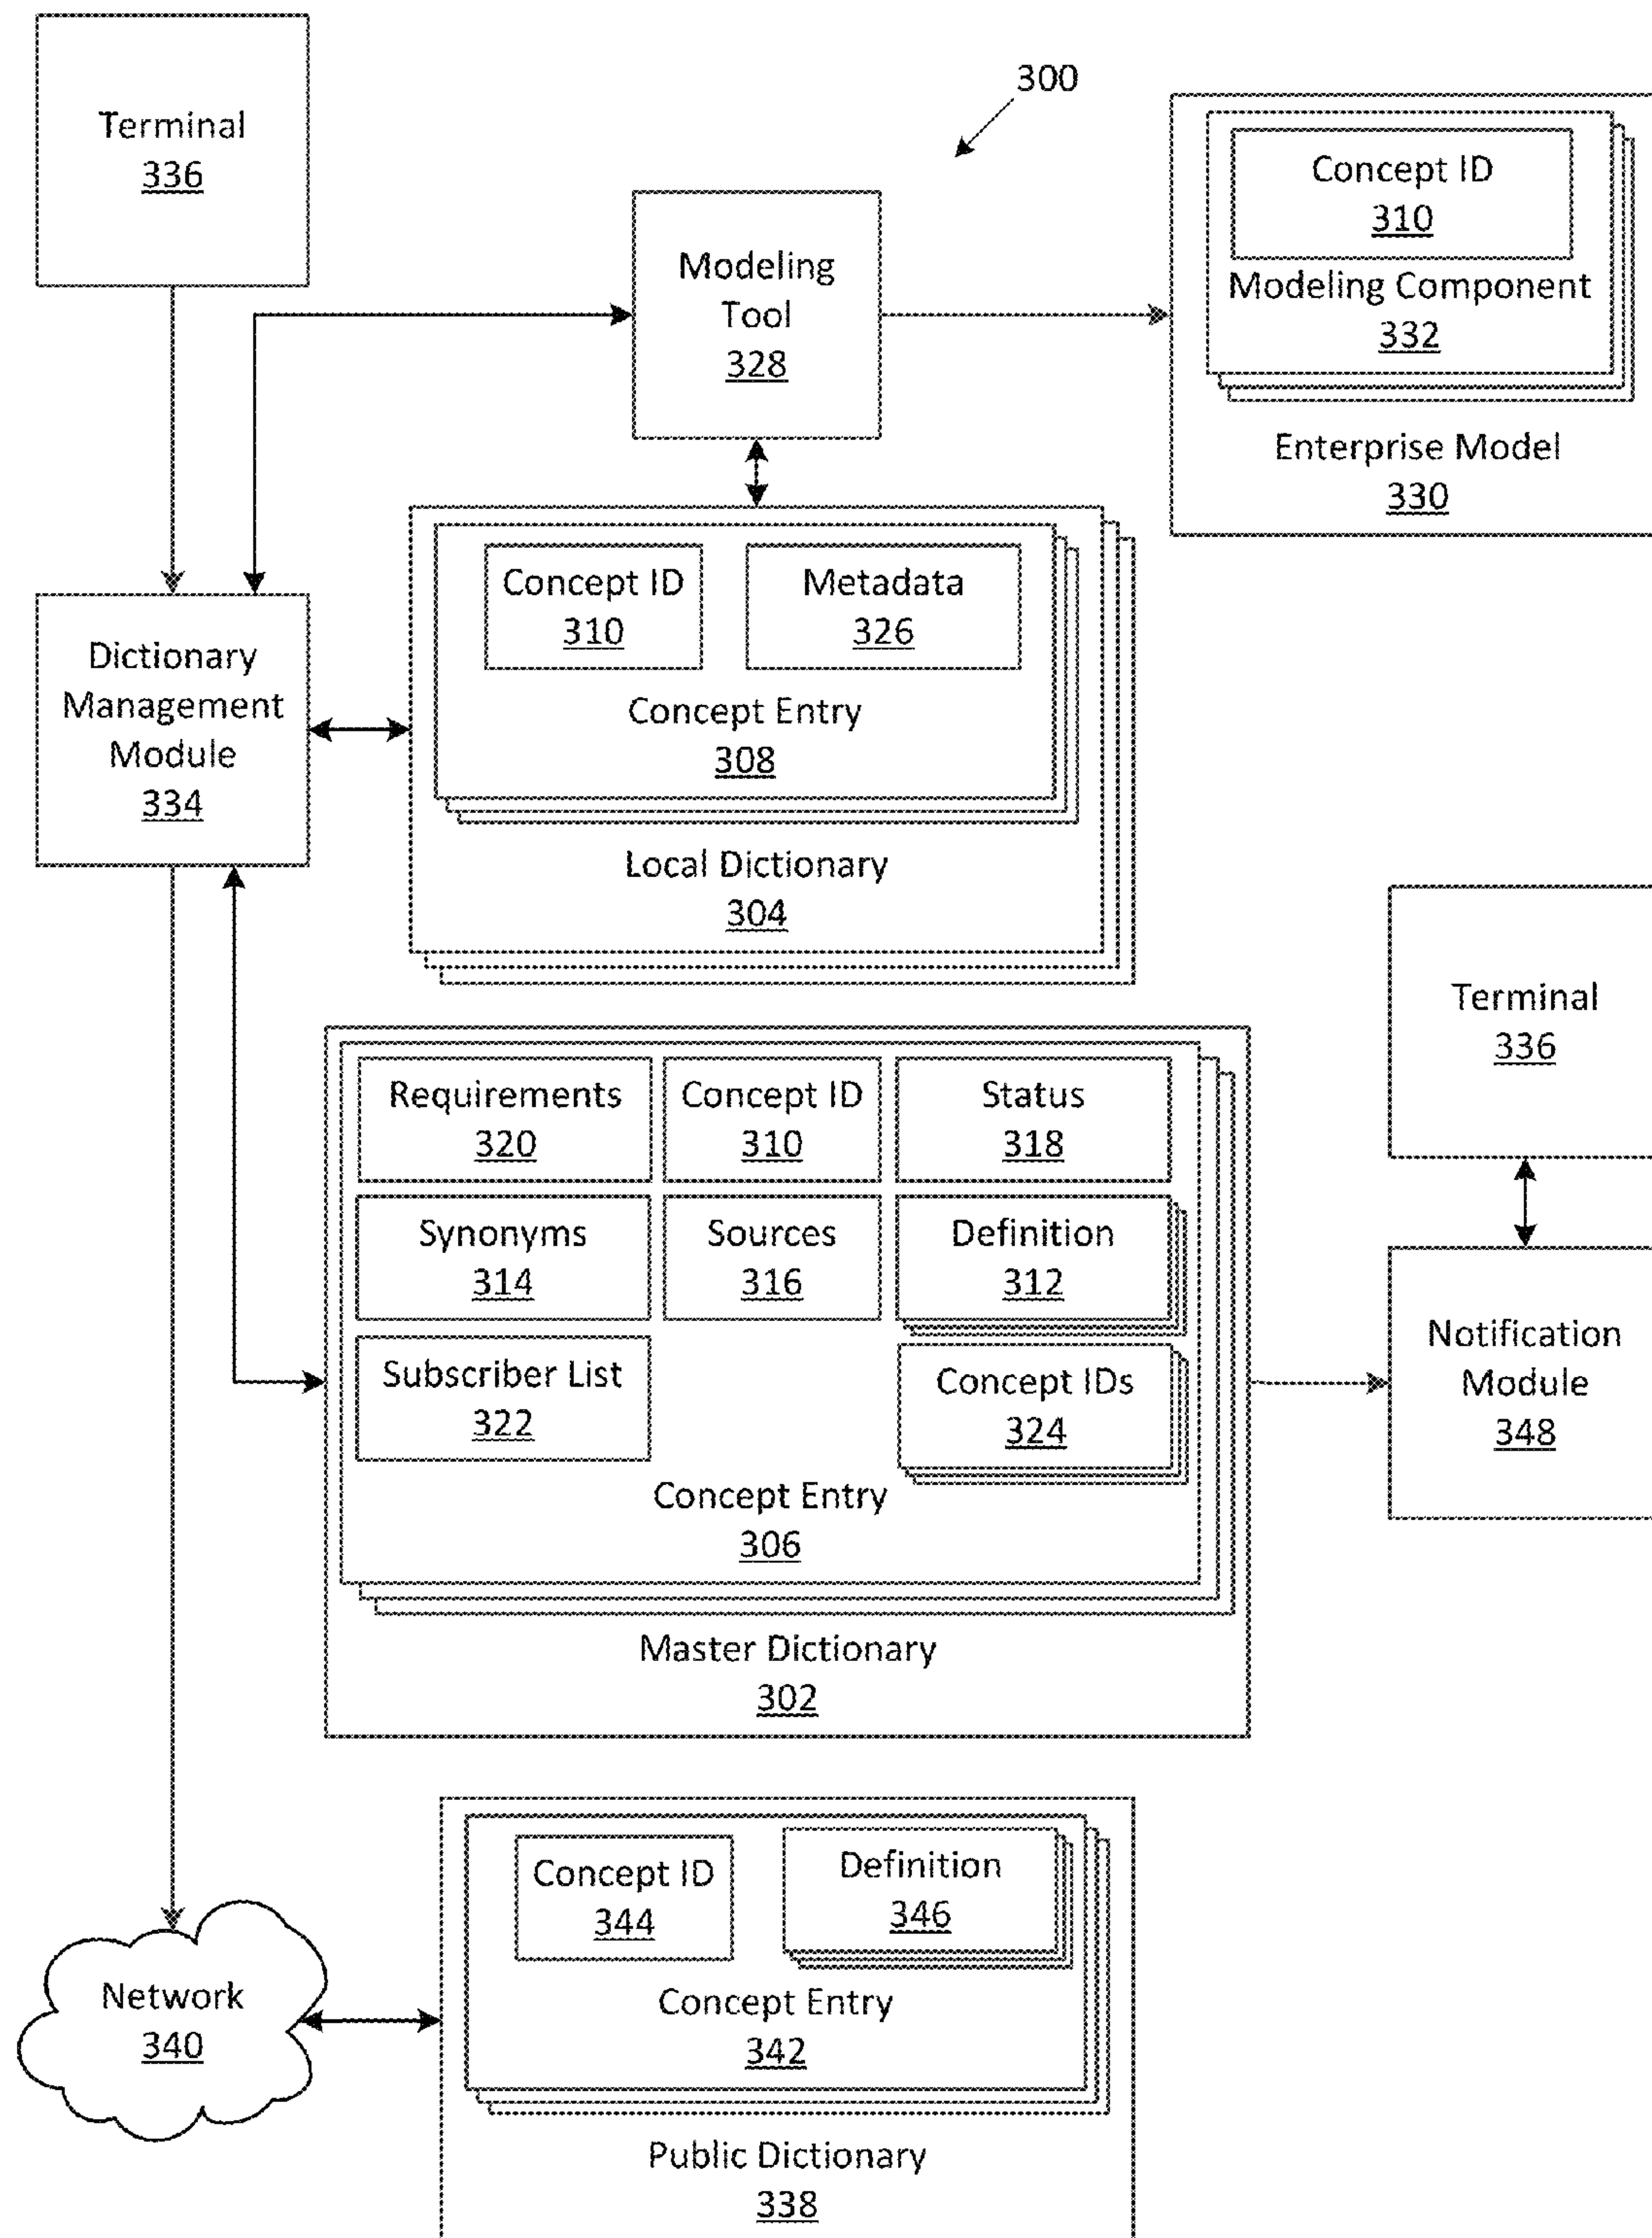 Terminal
336
300
Concept ID
310
Modeling Component
332
Enterprise Model
330
Modeling
Tool
328
Concept ID
310
Metadata
326
Concept Entry
308
Local Dictionary
304
Dictionary
Management
Module
334
Terminal
336
Requirements
320
Concept ID
310
Status
318
Synonyms
314
Sources
316
Definition
312
Subscriber List
322
Concept IDs
324
Concept Entry
306
Master Dictionary
302
Notification
Module
348
Network
340
Concept ID
344
Definition
346
Concept Entry
342
Public Dictionary
338